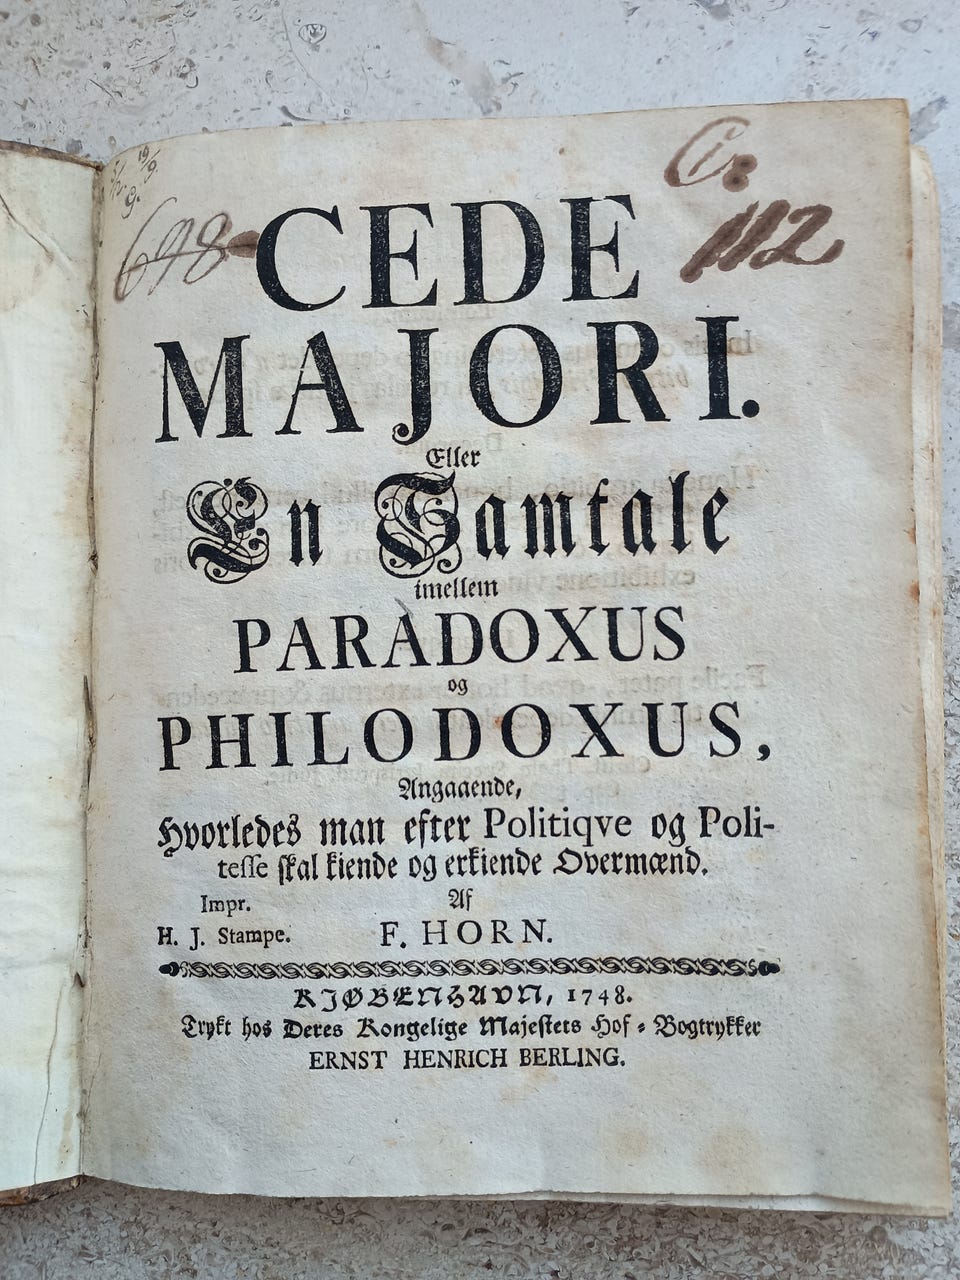 C.
112
698
CEDE
MAJORI.
Eller
En Samtale
imellem
PARADOXUS
og
PHILODOXUS,
Angaaende,
Hvorledes man efter Politiqve og Poli-
tesse skal kiende og erkiende Overmænd.
Impr. Af
H. J. Stampe. F. HORN.
KJØBENHAVN, 1748.
Trykt hos Deres Kongelige Majestets Hof-Bogtrykker
ERNST HENRICH BERLING.